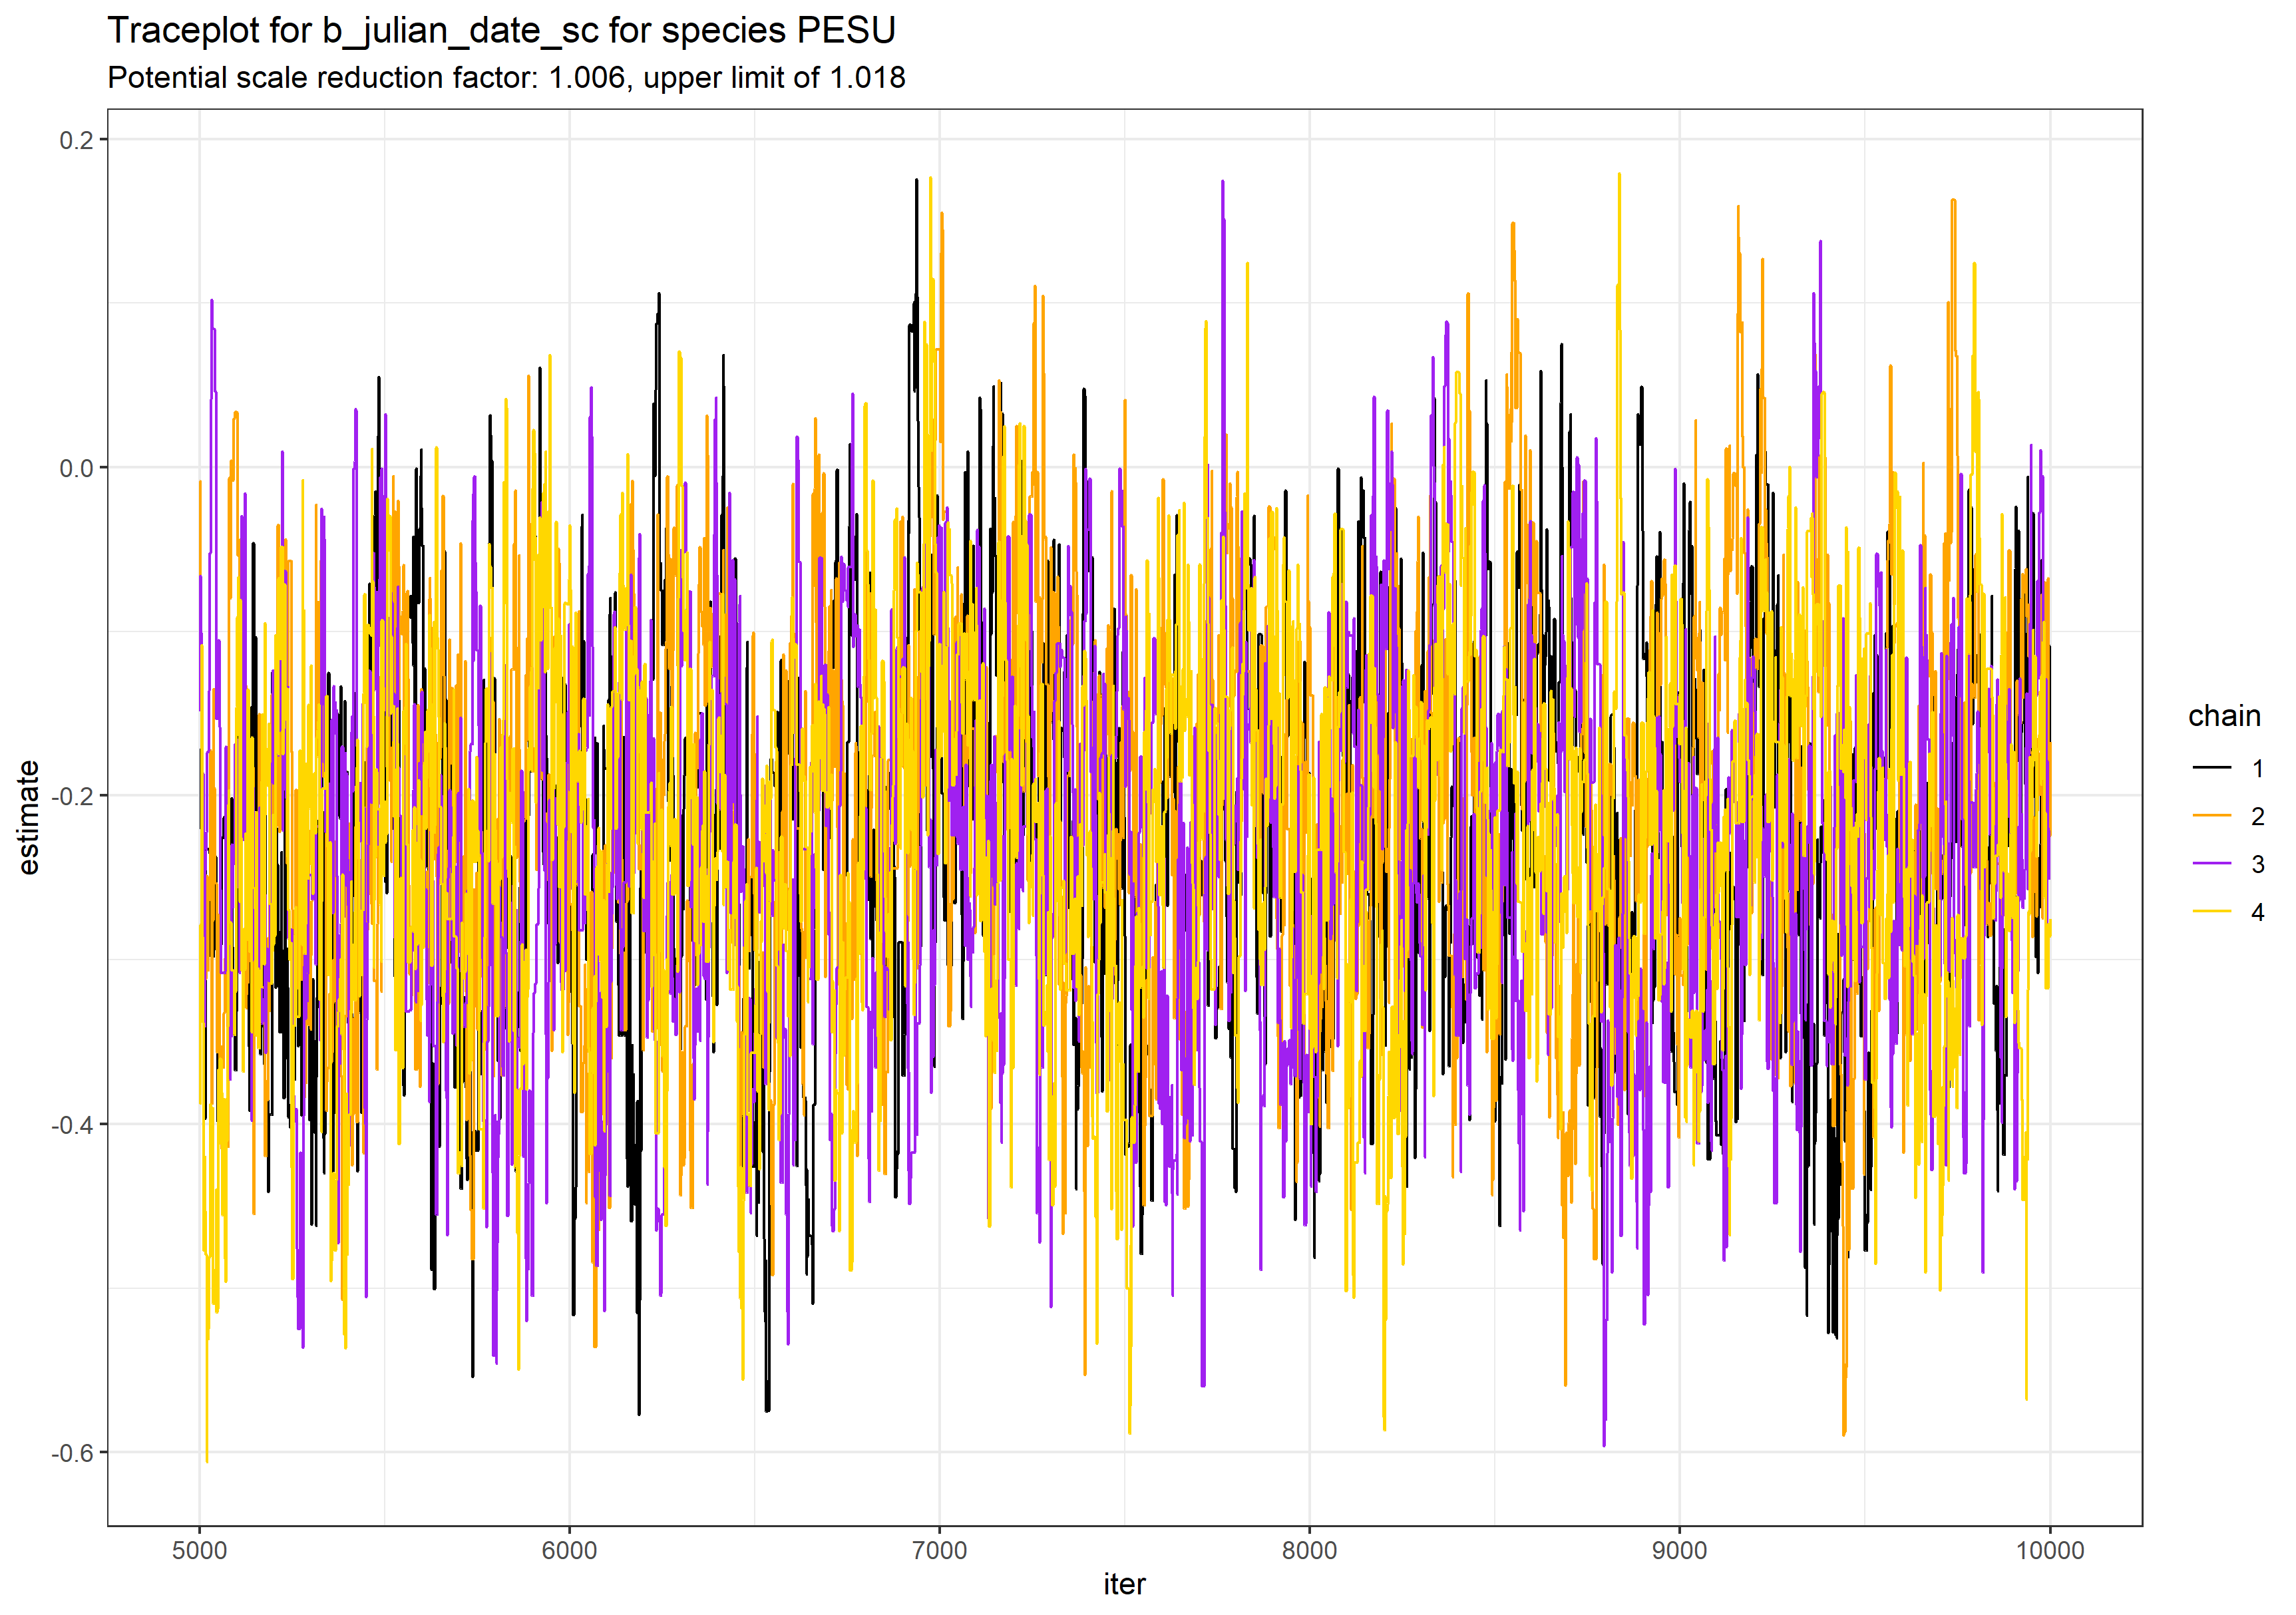 Traceplot for b_julian_date_sc for species PESU
Potential scale reduction factor: 1.006, upper limit of 1.018
0.2
0.0
-0.2
-0.4
-0.6
estimate
5000 6000 7000 8000 9000 10000
iter
chain
1
2
3
4